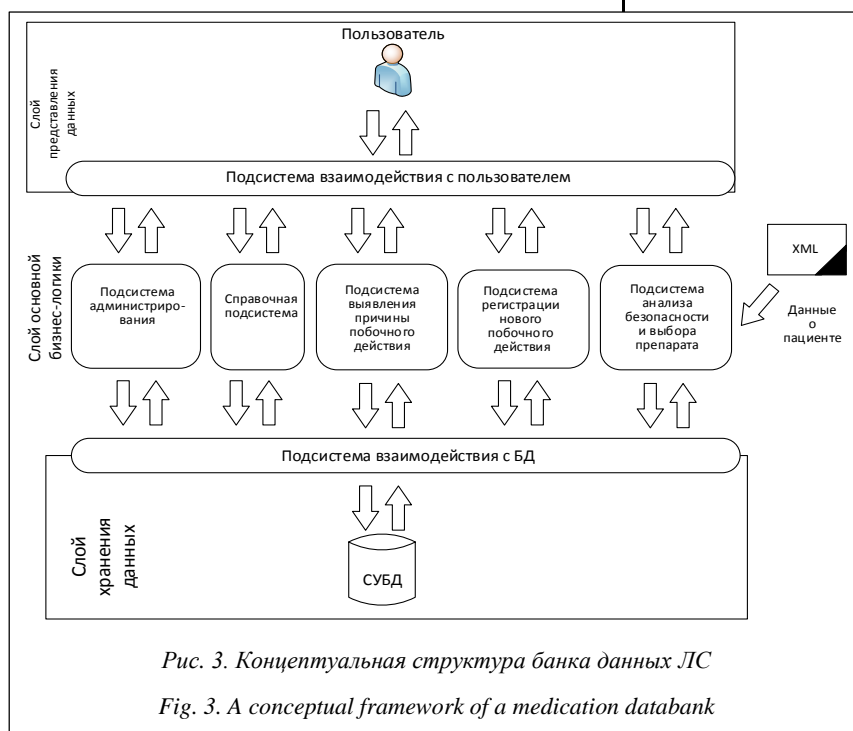 Пользователь
Слой
представления
данных
Подсистема взаимодействия с пользователем
Слой основной
бизнес-логики
Подсистема
администриро-
вания
Справочная
подсистема
Подсистема
выявления
причины
побочного
действия
Подсистема
регистрации
нового
побочного
действия
Подсистема
анализа
безопасности
и выбора
препарата
XML
Данные
о
пациенте
Подсистема взаимодействия с БД
Слой
хранения
данных
СУБД
Рис. 3. Концептуальная структура банка данных ЛС
Fig. 3. A conceptual framework of a medication databank